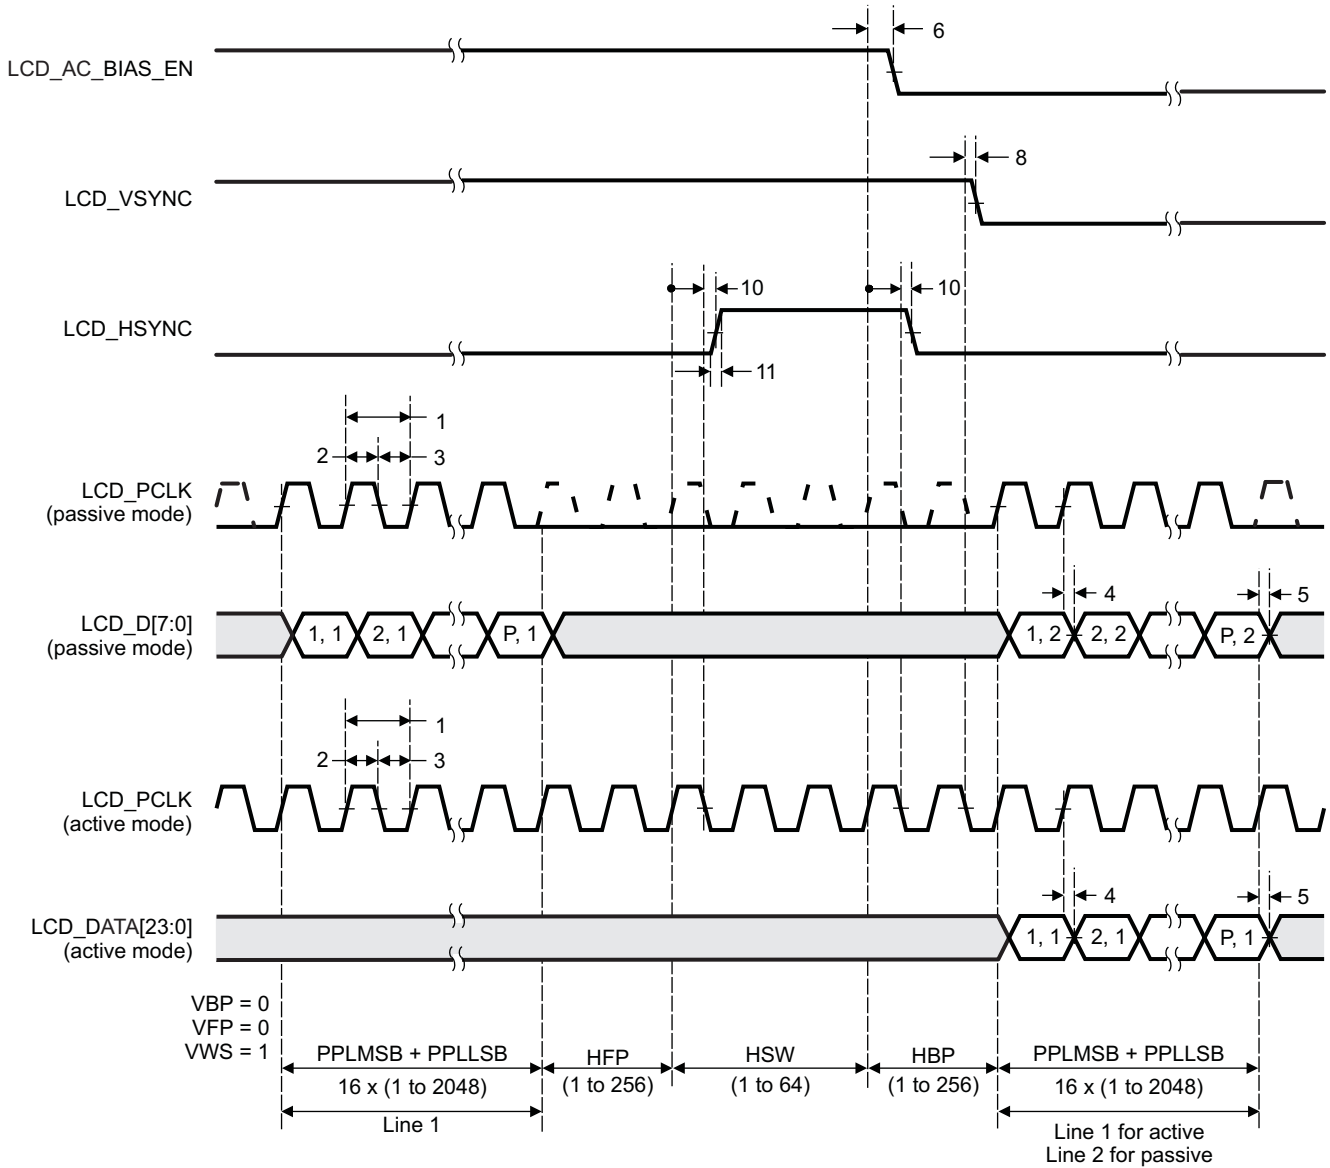 6
LCD_AC_BIAS_EN
8
LCD_VSYNC
10 10
LCD_HSYNC
11
1
2 3
LCD_PCLK
(passive mode)
4 5
LCD_D[7:0]
(passive mode)
1, 1 2, 1 P, 1 1, 2 2, 2 P, 2
1
2 3
LCD_PCLK
(active mode)
4 5
LCD_DATA[23:0]
(active mode)
1, 1 2, 1 P, 1
VBP = 0
VFP = 0
VWS = 1
PPLMSB + PPLLSB HFP HSW HBP PPLMSB + PPLLSB
16 x (1 to 2048) (1 to 256) (1 to 64) (1 to 256) 16 x (1 to 2048)
Line 1
Line 1 for active
Line 2 for passive